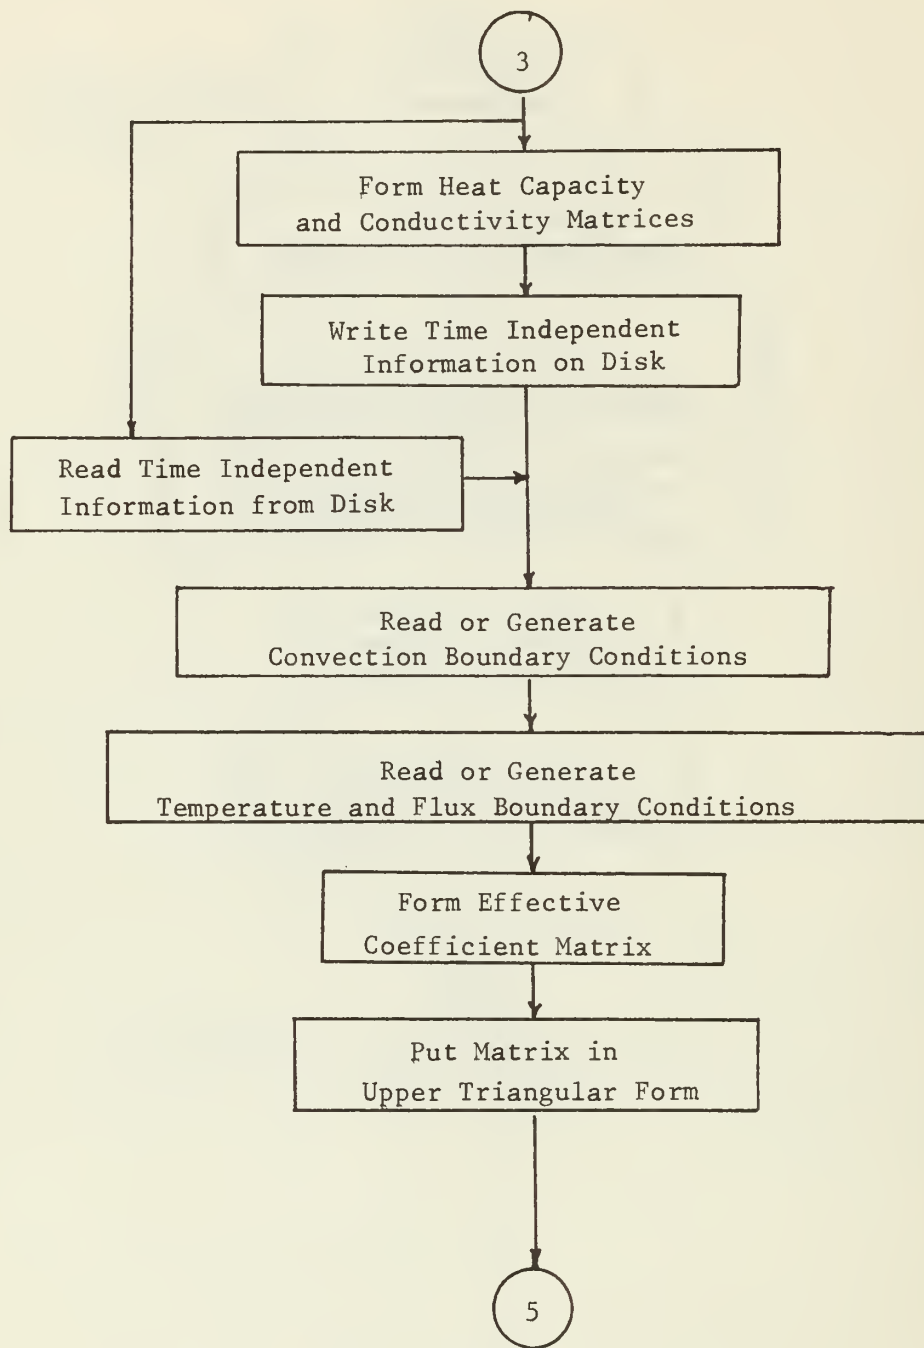 3
Form Heat Capacity
and Conductivity Matrices
Write Time Independent
Information on Disk
Read Time Independent
Information from Disk
Read or Generate
Convection Boundary Conditions
Read or Generate
Temperature and Flux Boundary Conditions
Form Effective
Coefficient Matrix
Put Matrix in
Upper Triangular Form
5